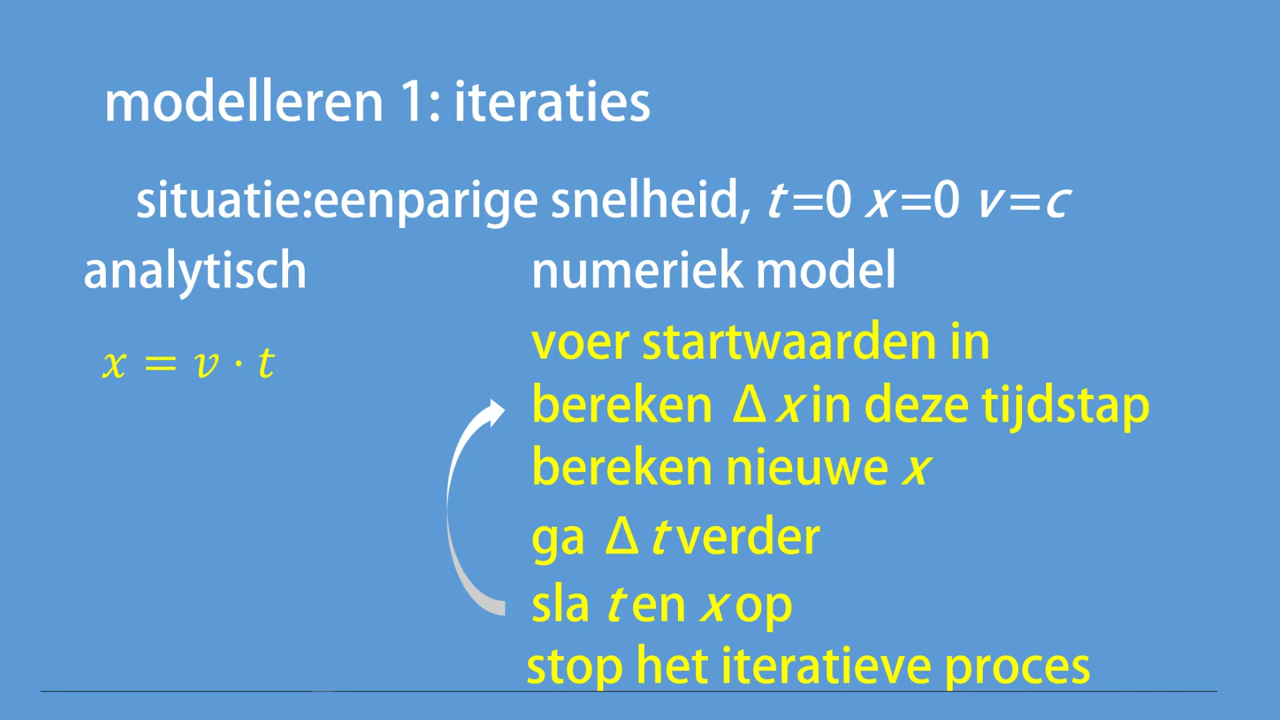 modelleren 1: iteraties
situatie:eenparige snelheid, t=0 x=0 v=c
analytisch
x = v · t
numeriek model
voer startwaarden in
bereken Δ x in deze tijdstap
bereken nieuwe x
ga Δ t verder
sla t en x op
stop het iteratieve proces